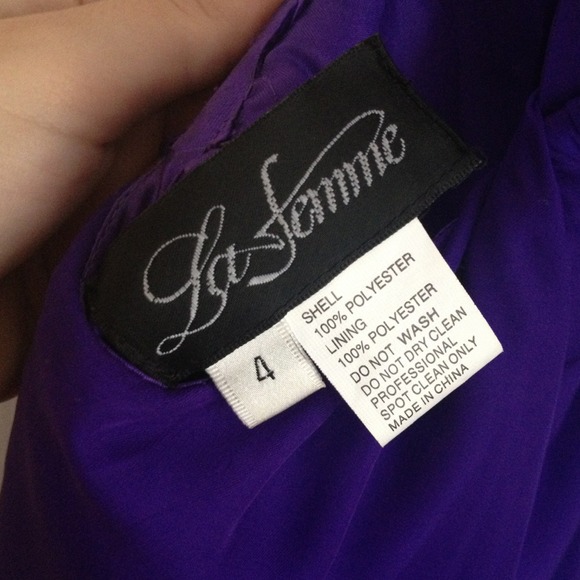 La Femme
4
SHELL
100% POLYESTER
LINING
100% POLYESTER
DO NOT WASH
DO NOT DRY CLEAN
PROFESSIONAL
SPOT CLEAN ONLY
MADE IN CHINA